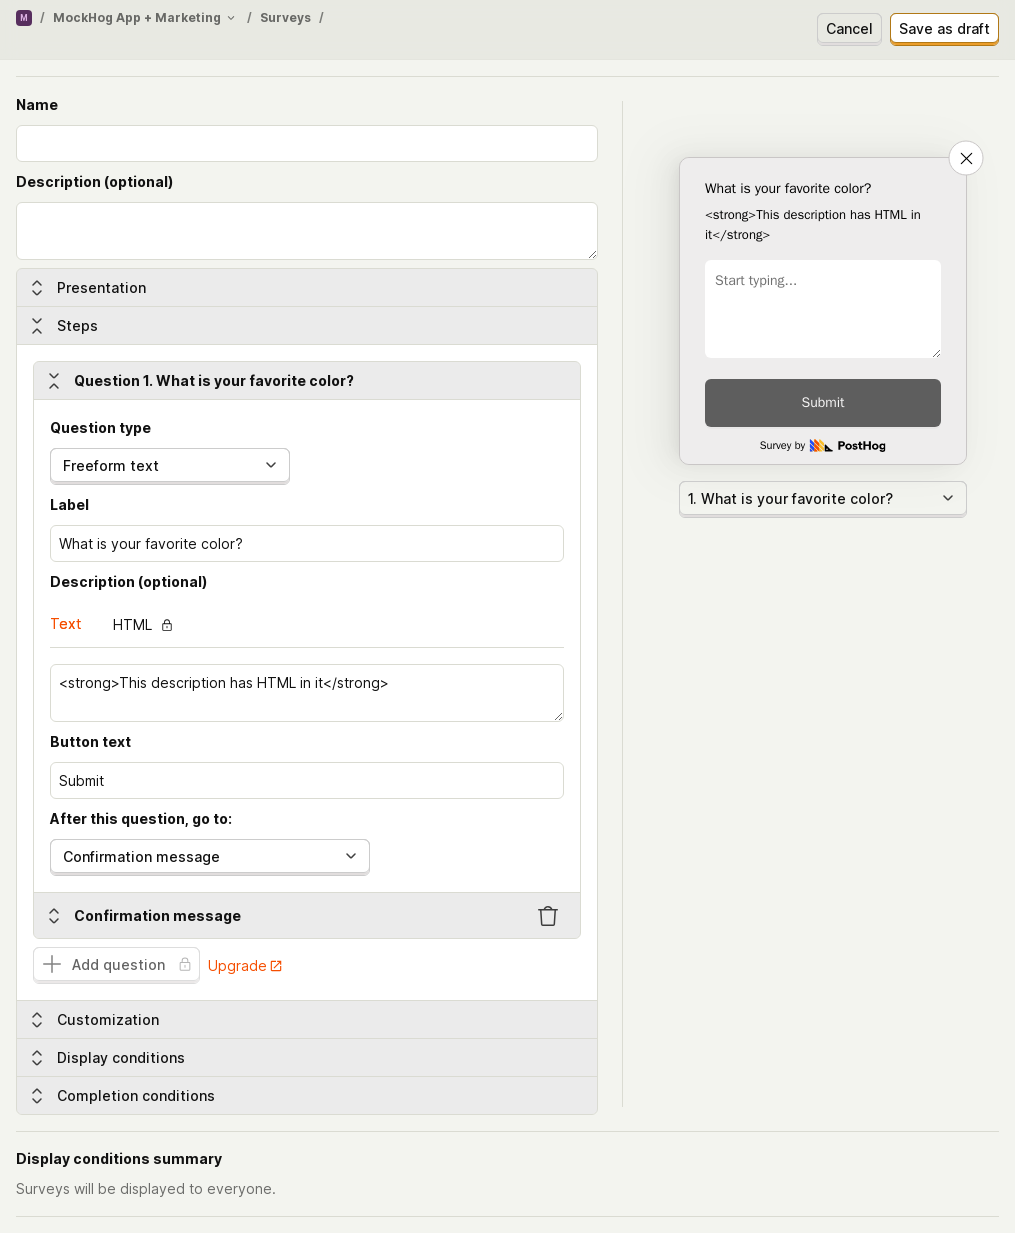 M / MockHog App + Marketing / Surveys /
Cancel
Save as draft
Name
Description (optional)
Presentation
Steps
Question 1. What is your favorite color?
Question type
Freeform text
Label
What is your favorite color?
Description (optional)
Text
HTML
<strong>This description has HTML in it</strong>
Button text
Submit
After this question, go to:
Confirmation message
Confirmation message
Add question
Upgrade
Customization
Display conditions
Completion conditions
What is your favorite color?
<strong>This description has HTML in
it</strong>
Start typing...
Submit
Survey by PostHog
1. What is your favorite color?
Display conditions summary
Surveys will be displayed to everyone.